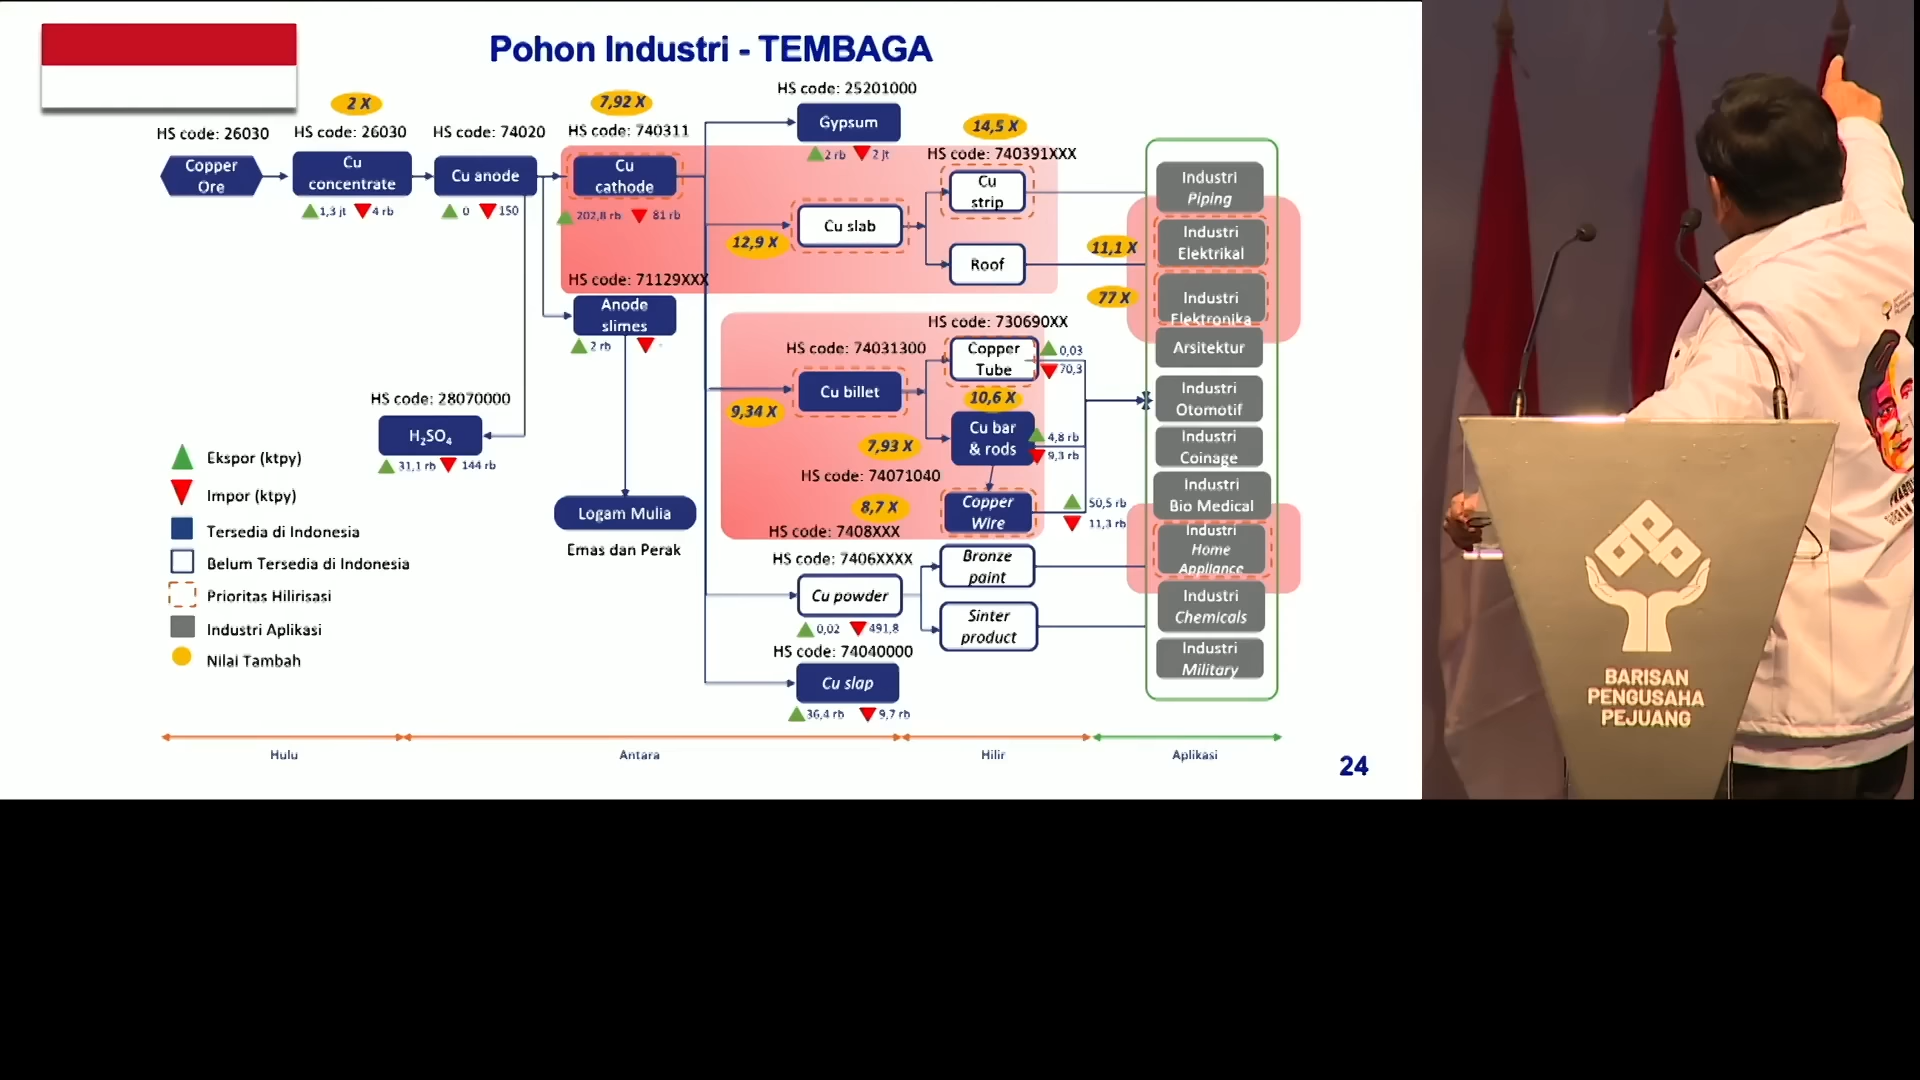 Pohon Industri - TEMBAGA
2 X
7,92 X
HS code: 25201000
14,5 X
HS code: 26030
HS code: 26030
HS code: 74020
HS code: 740311
Gypsum
2 rb
2 jt
HS code: 740391XXX
Copper
Ore
Cu
concentrate
Cu anode
Cu
cathode
1,3 jt
4 rb
0
150
202,8 rb
81 rb
Cu
strip
Cu slab
12,9 X
Roof
11,1 X
77 X
HS code: 71129XXX
Anode
slimes
2 rb
-
HS code: 730690XX
HS code: 74031300
Copper
Tube
0,03
70,3
Cu billet
9,34 X
10,6 X
7,93 X
Cu bar
& rods
4,8 rb
9,3 rb
HS code: 74071040
8,7 X
Copper
Wire
50,5 rb
11,3 rb
HS code: 7408XXX
HS code: 28070000
H₂SO₄
31,1 rb
144 rb
Logam Mulia
Emas dan Perak
HS code: 7406XXXX
Cu powder
0,02
491,8
Bronze
paint
Sinter
product
HS code: 74040000
Cu slap
36,4 rb
9,7 rb
Industri
Piping
Industri
Elektrikal
Industri
Elektronika
Arsitektur
Industri
Otomotif
Industri
Coinage
Industri
Bio Medical
Industri
Home
Appliance
Industri
Chemicals
Industri
Military
Ekspor (ktpy)
Impor (ktpy)
Tersedia di Indonesia
Belum Tersedia di Indonesia
Prioritas Hilirisasi
Industri Aplikasi
Nilai Tambah
Hulu
Antara
Hilir
Aplikasi
24
BARISAN
PENGUSAHA
PEJUANG